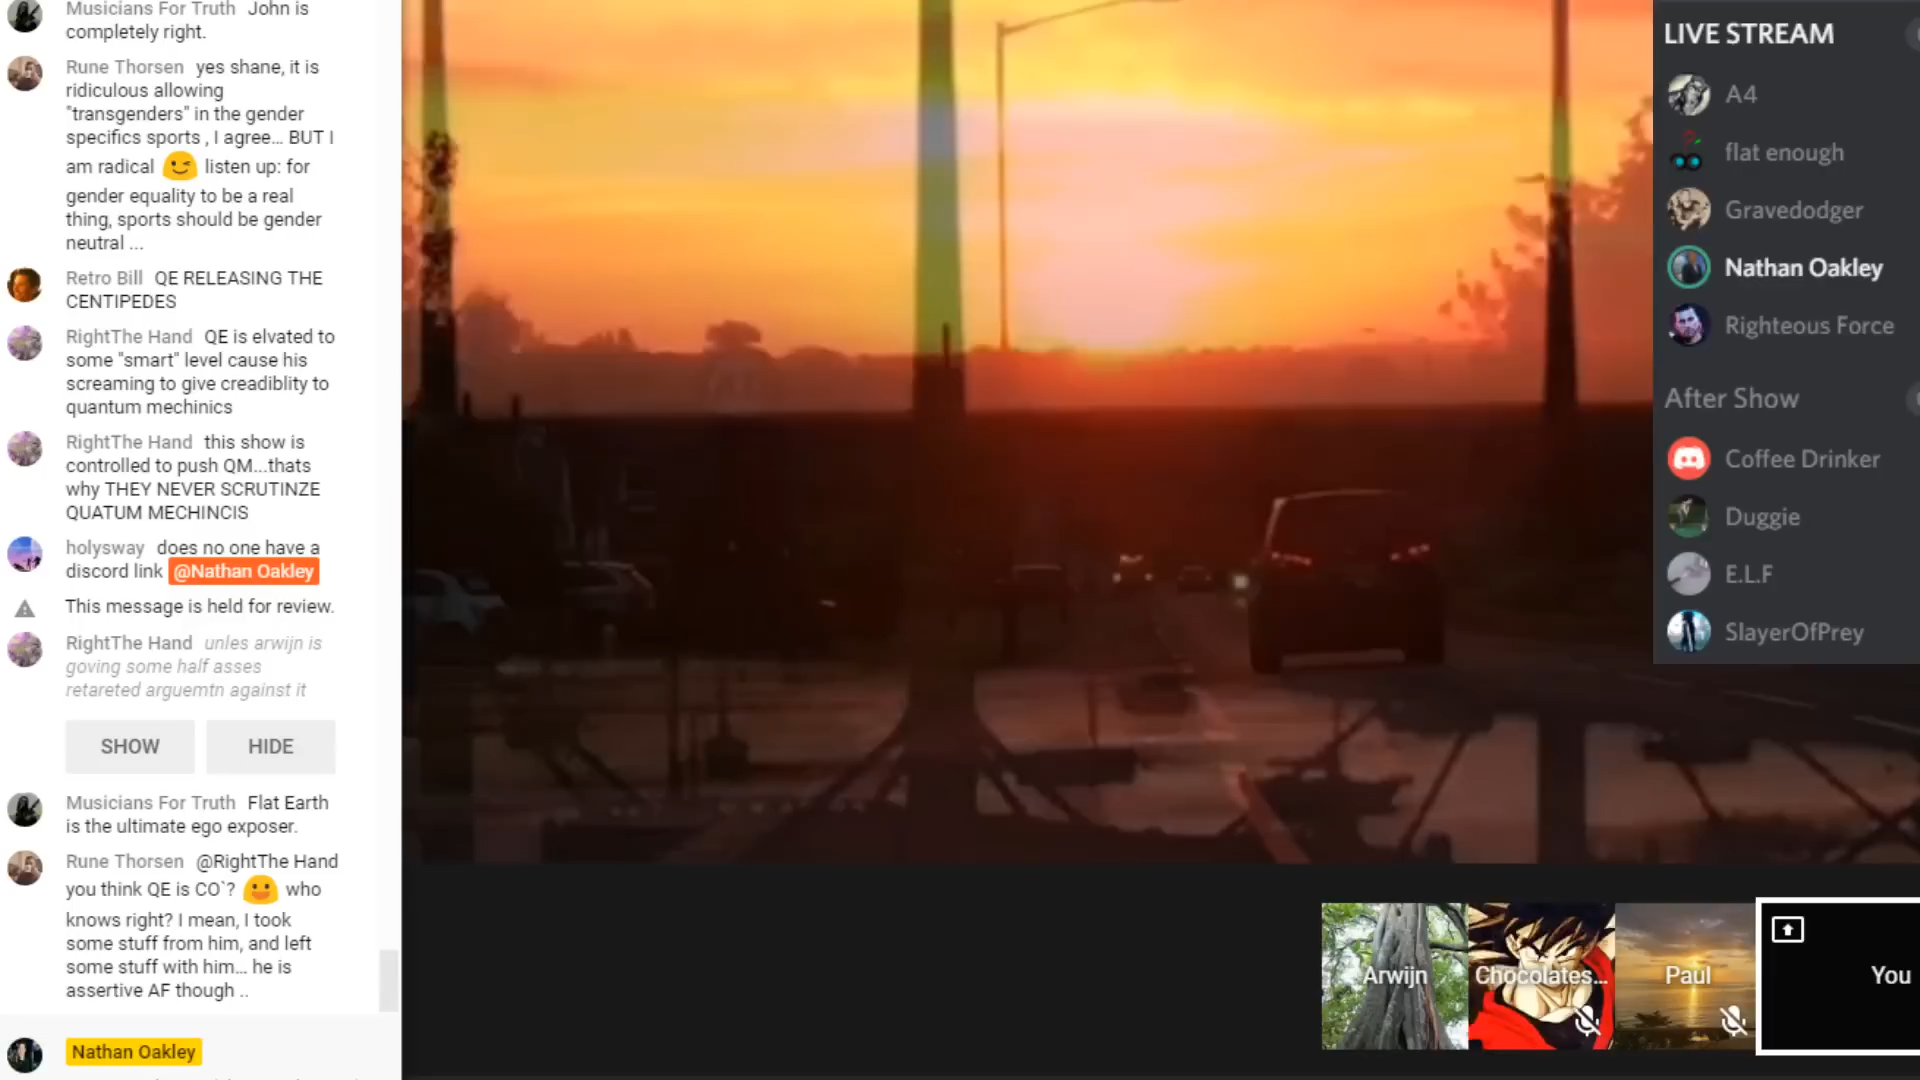 Musicians For Truth John is
completely right.
Rune Thorsen yes shane, it is
ridiculous allowing
"transgenders" in the gender
specifics sports , I agree... BUT I
am radical 😉 listen up: for
gender equality to be a real
thing, sports should be gender
neutral ...
Retro Bill QE RELEASING THE
CENTIPEDES
RightThe Hand QE is elvated to
some "smart" level cause his
screaming to give creadiblity to
quantum mechinics
RightThe Hand this show is
controlled to push QM...thats
why THEY NEVER SCRUTINZE
QUATUM MECHINCIS
holysway does no one have a
discord link @Nathan Oakley
This message is held for review.
RightThe Hand unles arwijn is
goving some half asses
retareted arguemtn against it
SHOW HIDE
Musicians For Truth Flat Earth
is the ultimate ego exposer.
Rune Thorsen @RightThe Hand
you think QE is CO`? 😀 who
knows right? I mean, I took
some stuff from him, and left
some stuff with him... he is
assertive AF though ..
Nathan Oakley
LIVE STREAM
A4
flat enough
Gravedodger
Nathan Oakley
Righteous Force
After Show
Coffee Drinker
Duggie
E.L.F
SlayerOfPrey
Arwijn
Chocolates...
Paul
You